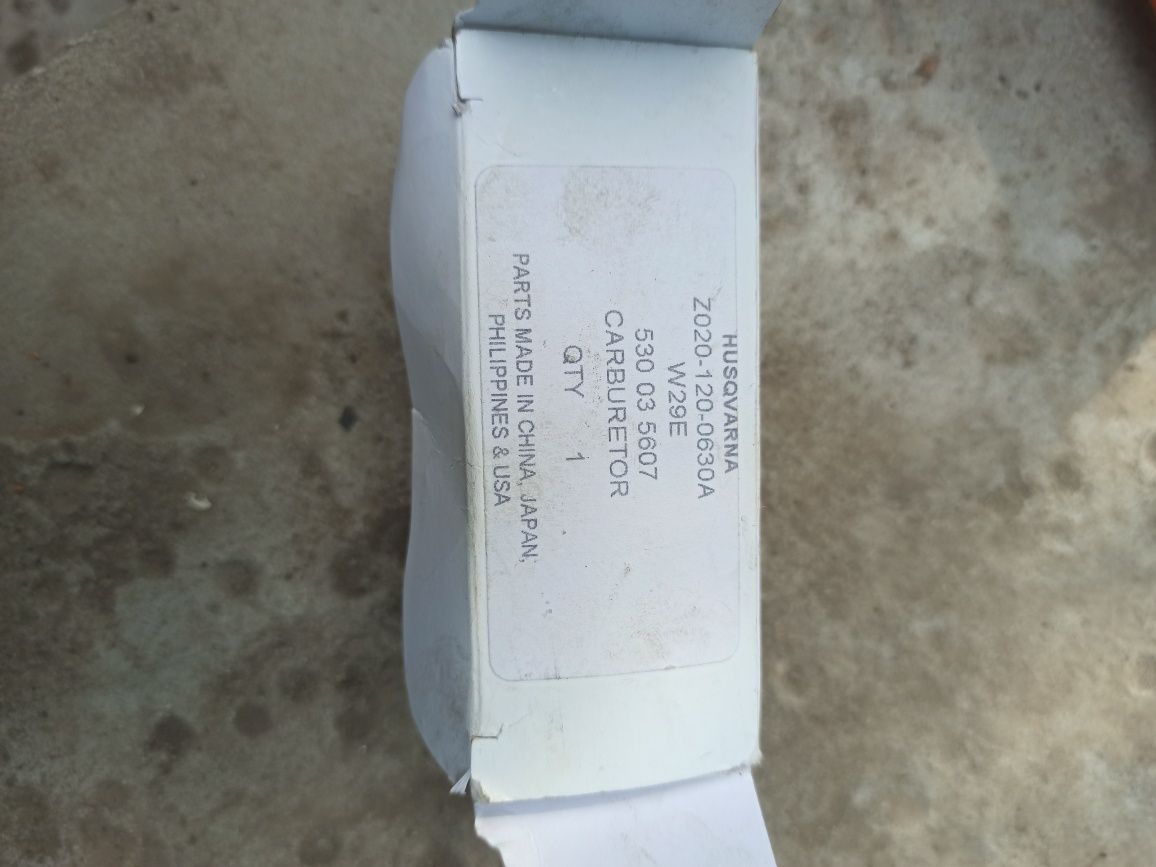 HUSQVARNA
Z020-120-0630A
W29E
530 03 5607
CARBURETOR
QTY 1
PARTS MADE IN CHINA, JAPAN,
PHILIPPINES & USA